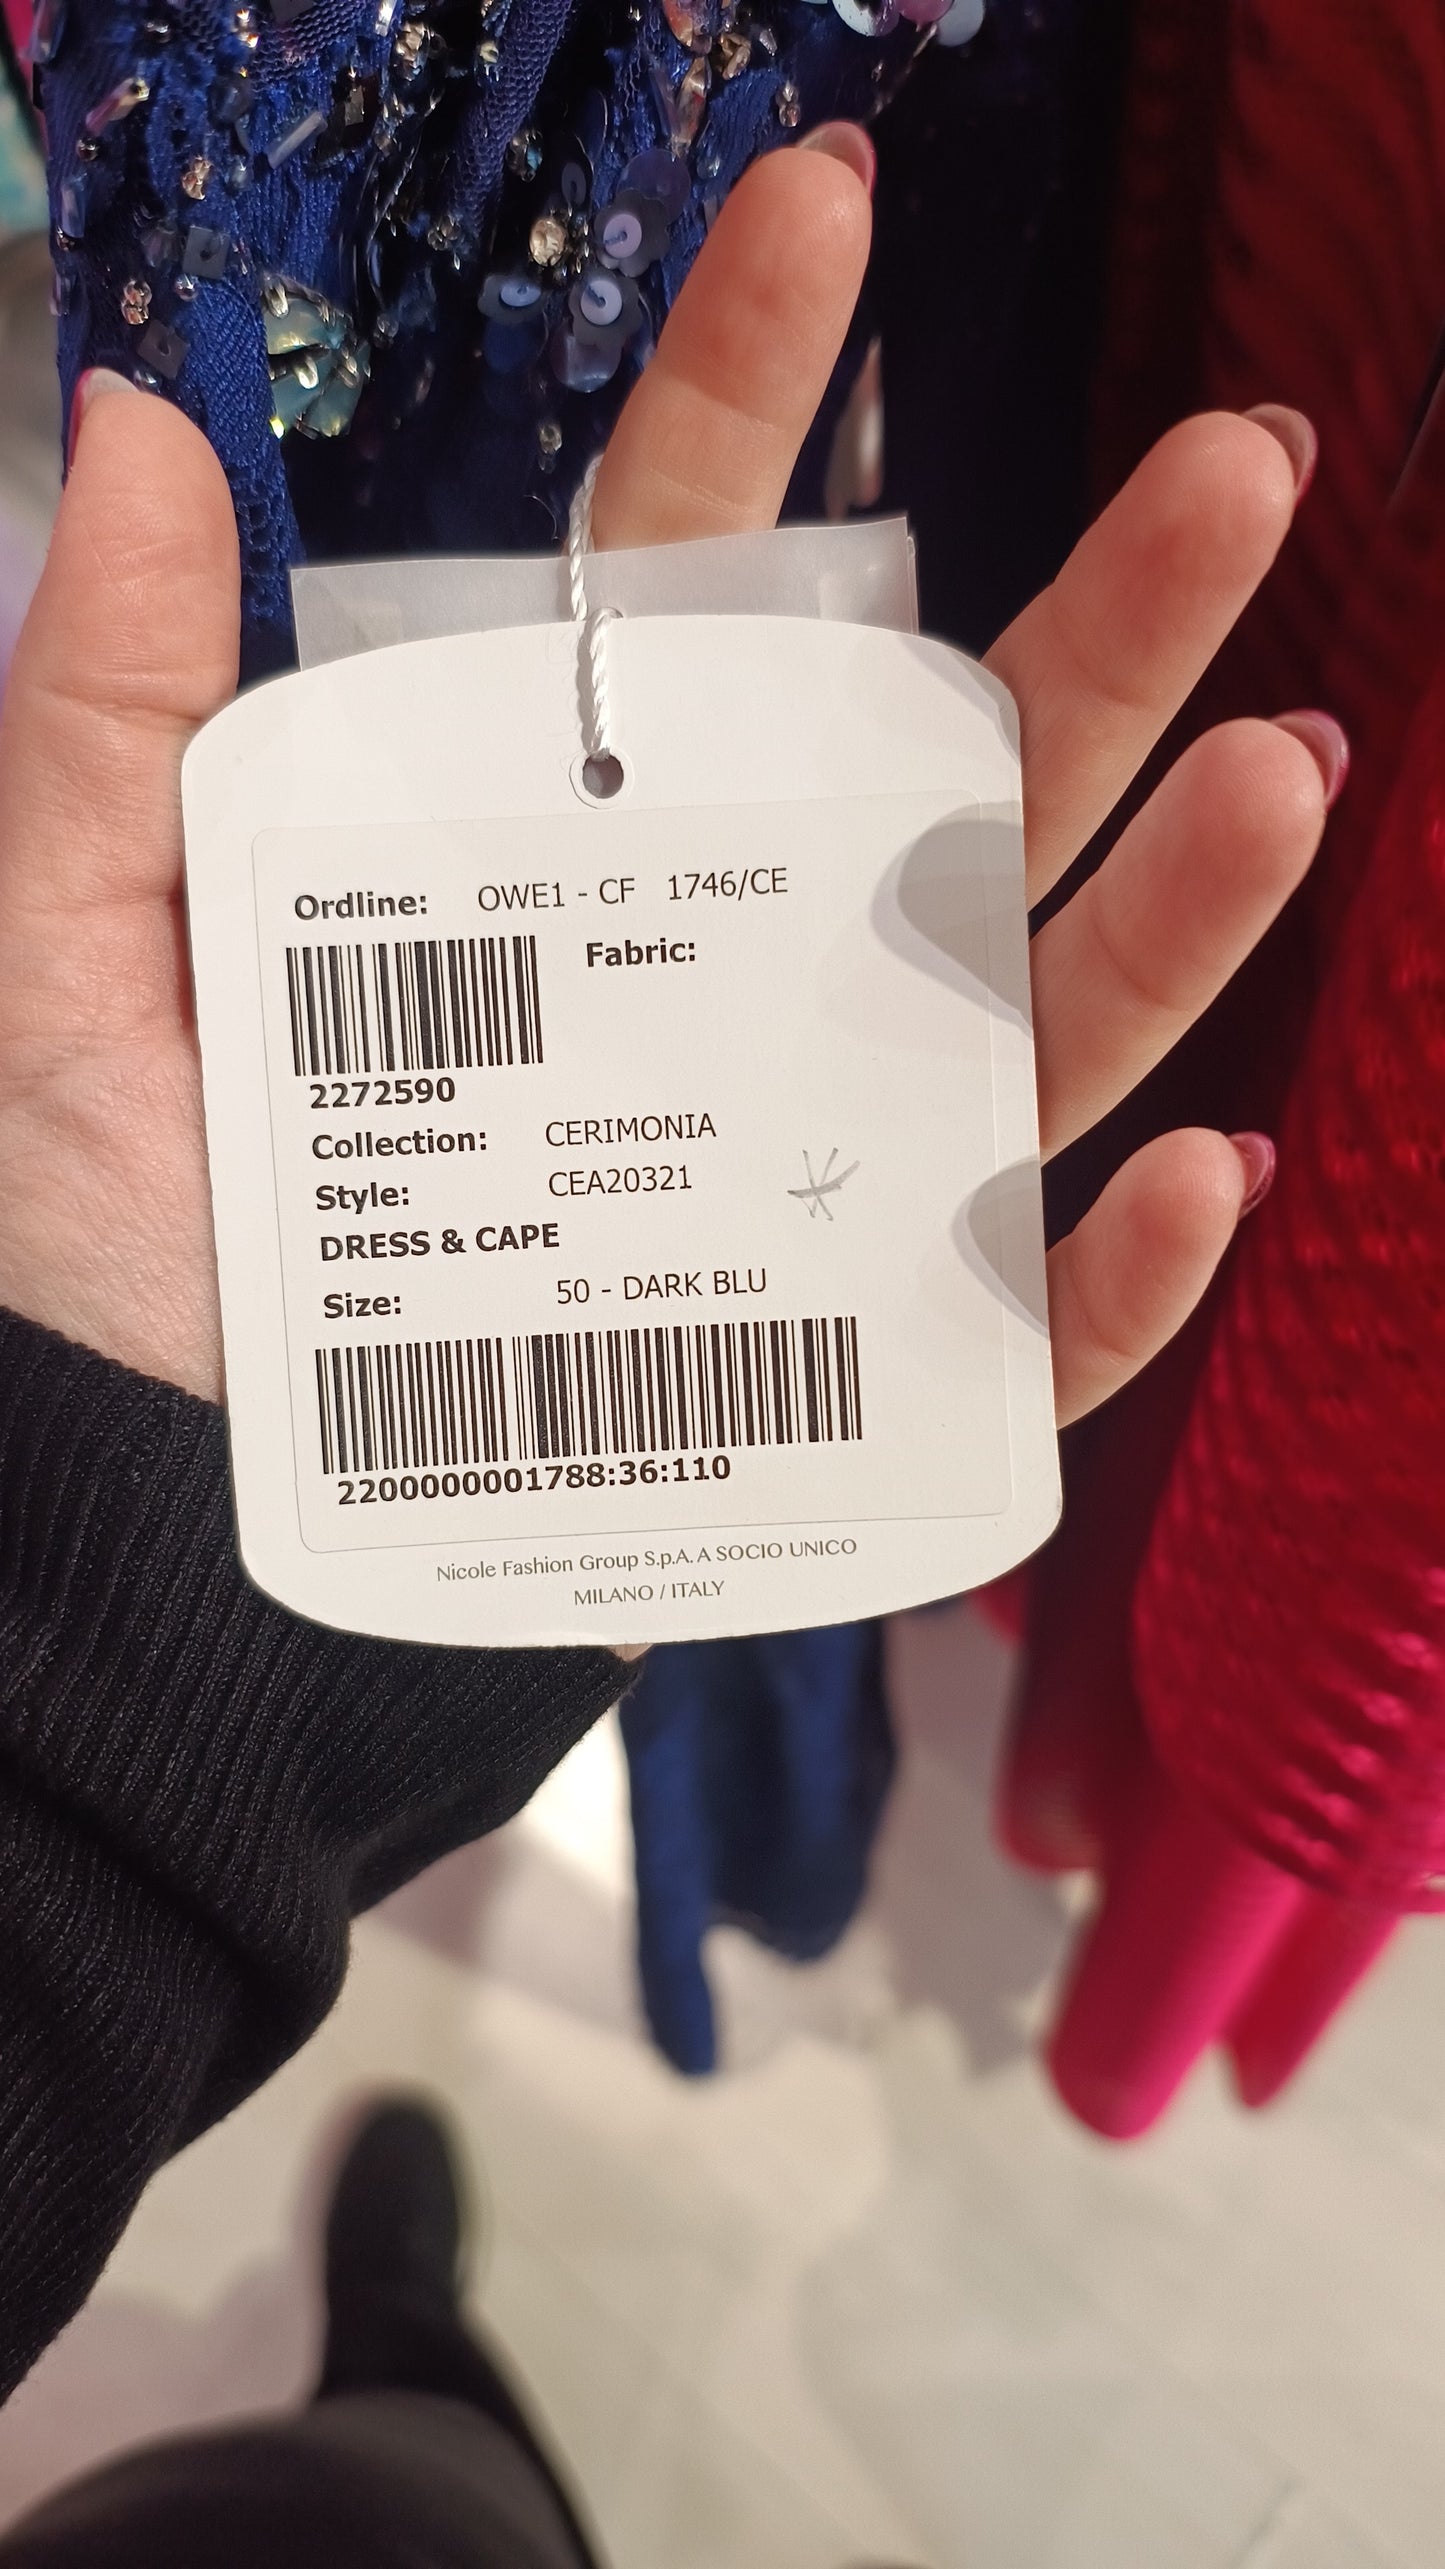 Ordline: OWE1 - CF 1746/CE
Fabric:
2272590
Collection: CERIMONIA
Style: CEA20321
DRESS & CAPE
Size: 50 - DARK BLU
2200000001788:36:110
Nicole Fashion Group S.p.A. A SOCIO UNICO
MILANO / ITALY